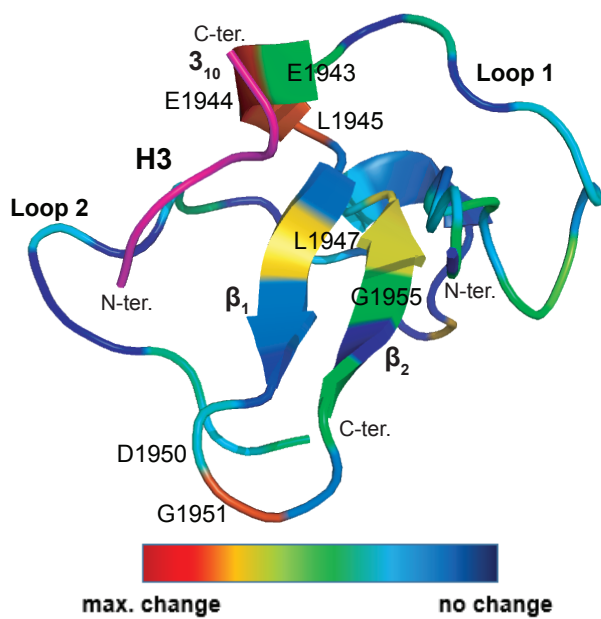 C-ter.
3₁₀
E1943
Loop 1
E1944
L1945
H3
Loop 2
L1947
N-ter.
G1955
N-ter.
β₁
β₂
C-ter.
D1950
G1951
max. change
no change